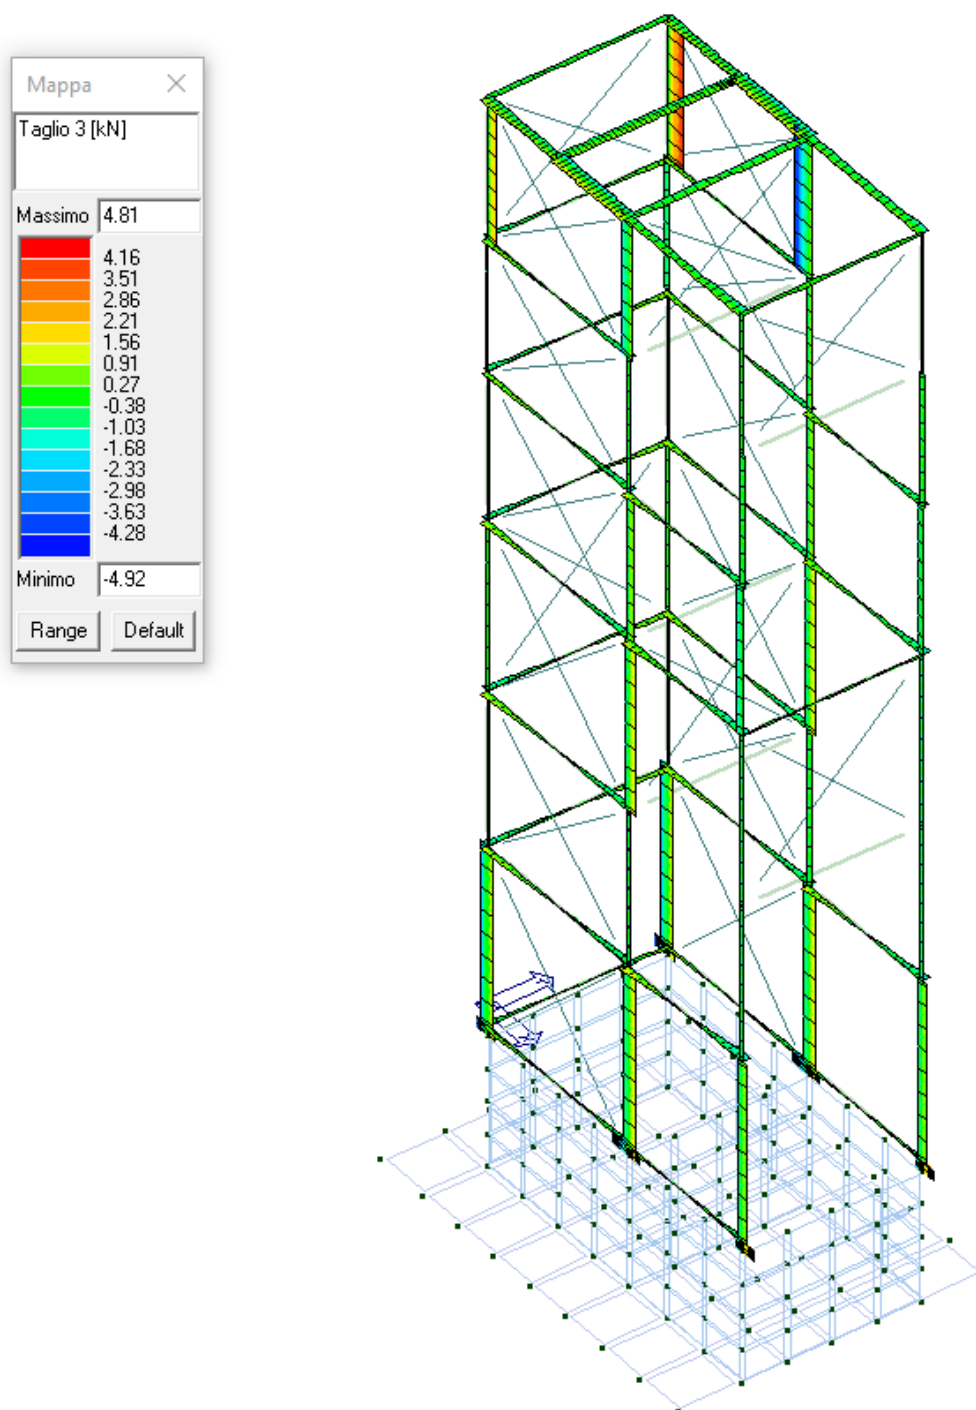 Mappa
Taglio 3 [kN]
Massimo 4.81
4.16
3.51
2.86
2.21
1.56
0.91
0.27
-0.38
-1.03
-1.68
-2.33
-2.98
-3.63
-4.28
Minimo -4.92
Range Default